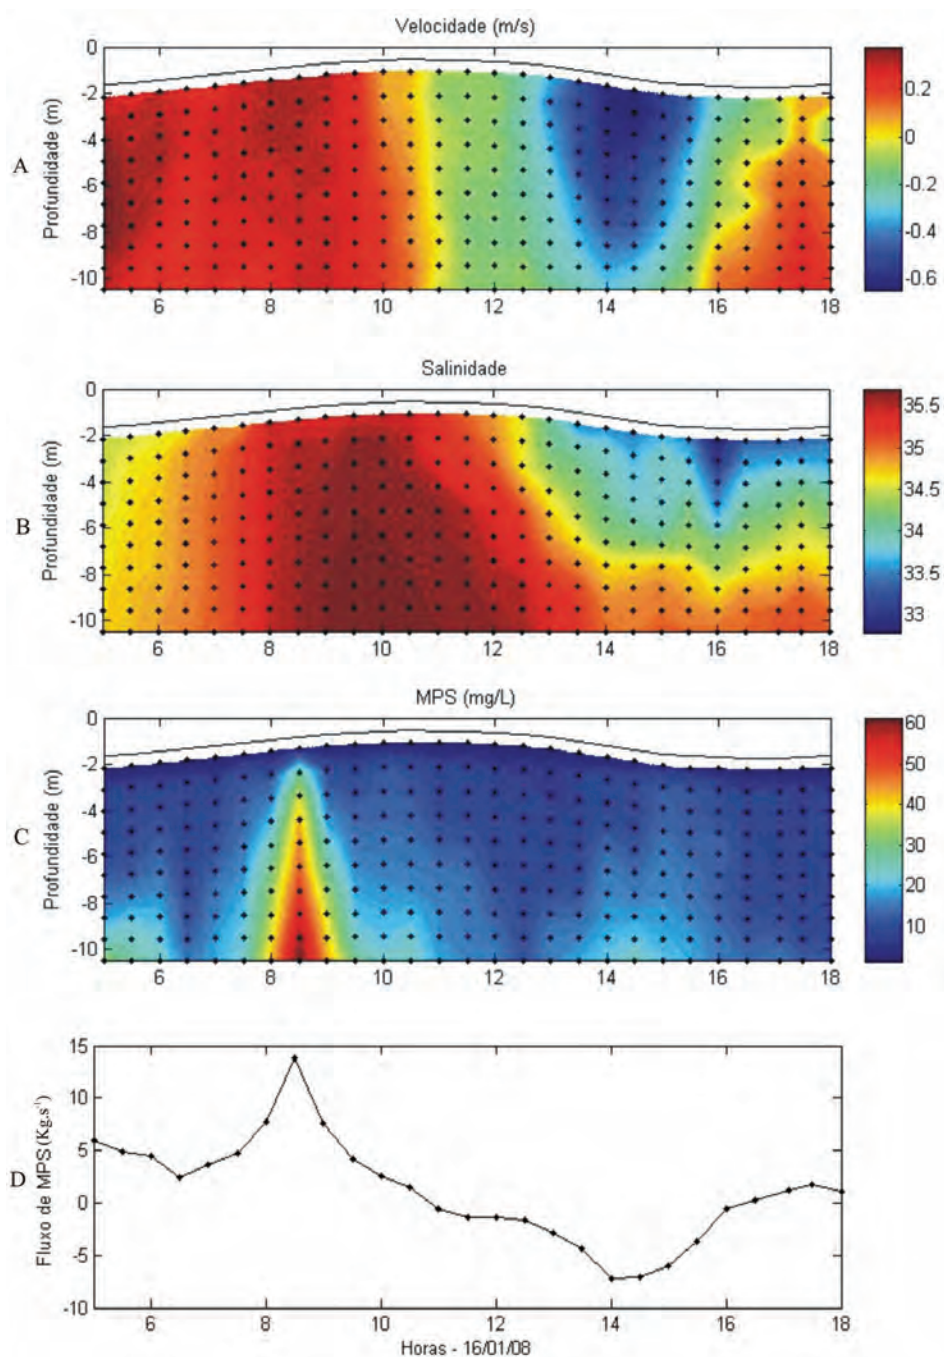 Velocidade (m/s)
A
Profundidade (m)
0
-2
-4
-6
-8
-10
6 8 10 12 14 16 18
0.2
0
-0.2
-0.4
-0.6
Salinidade
B
Profundidade (m)
0
-2
-4
-6
-8
-10
6 8 10 12 14 16 18
35.5
35
34.5
34
33.5
33
MPS (mg/L)
C
Profundidade (m)
0
-2
-4
-6
-8
-10
6 8 10 12 14 16 18
60
50
40
30
20
10
D
Fluxo de MPS (Kg.s⁻¹)
15
10
5
0
-5
-10
6 8 10 12 14 16 18
Horas - 16/01/08